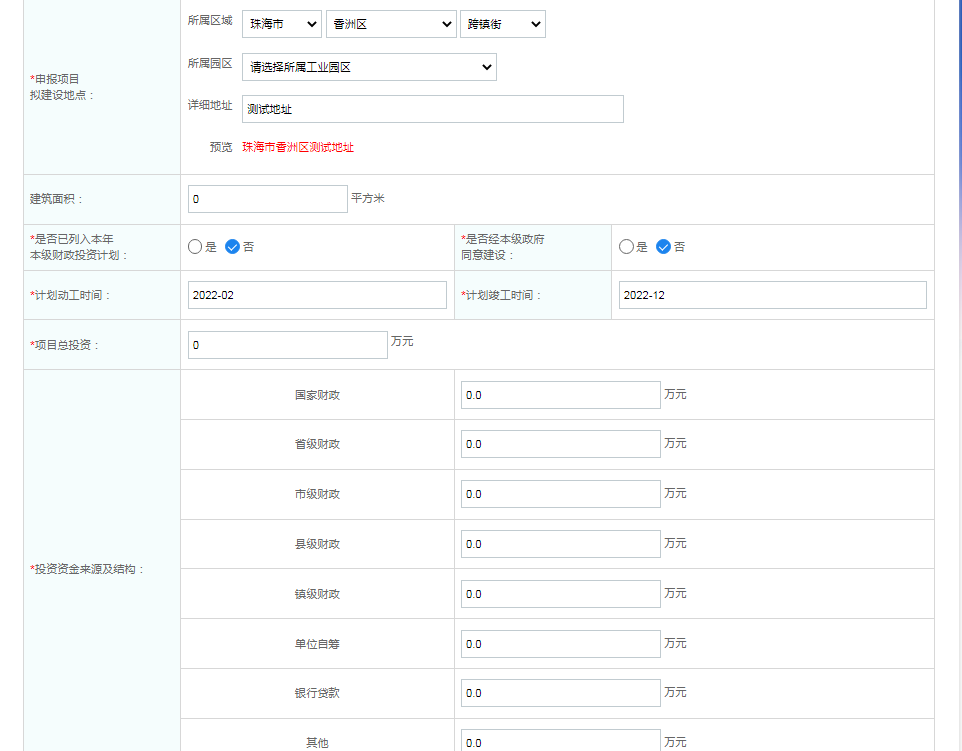 所属区域 珠海市 香洲区 跨镇街
所属园区 请选择所属工业园区
*申报项目
拟建设地点：
详细地址 测试地址
预览 珠海市香洲区测试地址
建筑面积： 0 平方米
*是否已列入本年
本级财政投资计划： 是 否
*是否经本级政府
同意建设： 是 否
*计划动工时间： 2022-02 *计划竣工时间： 2022-12
*项目总投资： 0 万元
国家财政 0.0 万元
省级财政 0.0 万元
市级财政 0.0 万元
县级财政 0.0 万元
*投资资金来源及结构：
镇级财政 0.0 万元
单位自筹 0.0 万元
银行贷款 0.0 万元
其他 0.0 万元